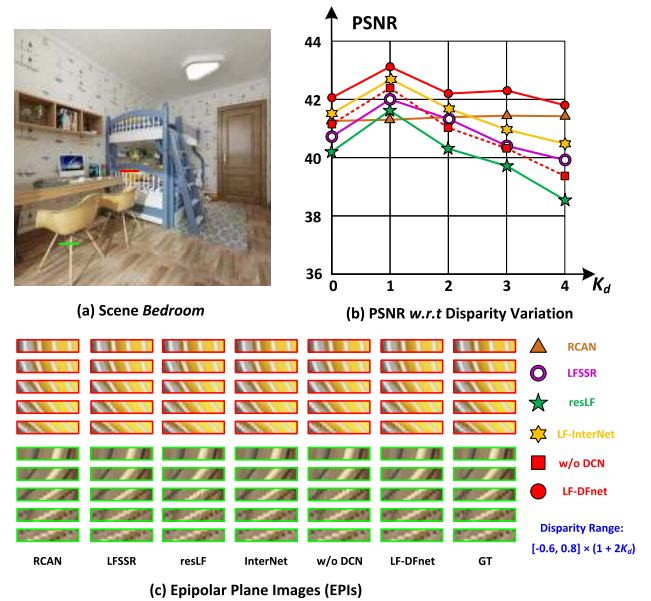 PSNR
44
42
40
38
36
0 1 2 3 4 Kd
(a) Scene Bedroom
(b) PSNR w.r.t Disparity Variation
RCAN
LFSSR
resLF
LF-InterNet
w/o DCN
LF-DFnet
Disparity Range:
[-0.6, 0.8] × (1 + 2Kd)
RCAN LFSSR resLF InterNet w/o DCN LF-DFnet GT
(c) Epipolar Plane Images (EPIs)